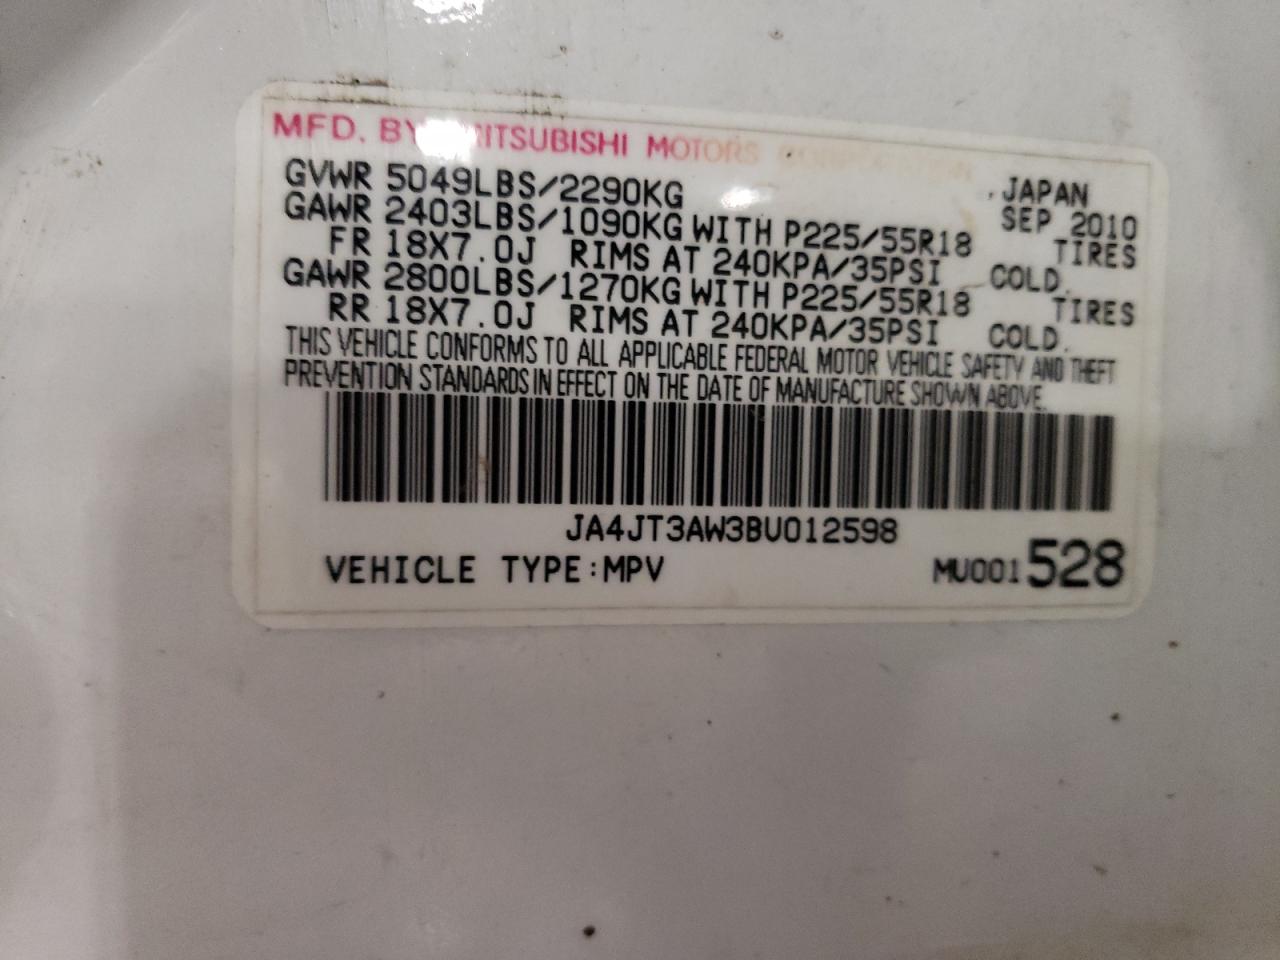 MFD. BY MITSUBISHI MOTORS CORPORATION
GVWR 5049LBS/2290KG JAPAN
GAWR 2403LBS/1090KG WITH P225/55R18 SEP 2010
FR 18X7.0J RIMS AT 240KPA/35PSI TIRES COLD.
GAWR 2800LBS/1270KG WITH P225/55R18 TIRES
RR 18X7.0J RIMS AT 240KPA/35PSI COLD.
THIS VEHICLE CONFORMS TO ALL APPLICABLE FEDERAL MOTOR VEHICLE SAFETY AND THEFT
PREVENTION STANDARDS IN EFFECT ON THE DATE OF MANUFACTURE SHOWN ABOVE.
JA4JT3AW3BU012598
VEHICLE TYPE:MPV MU001528